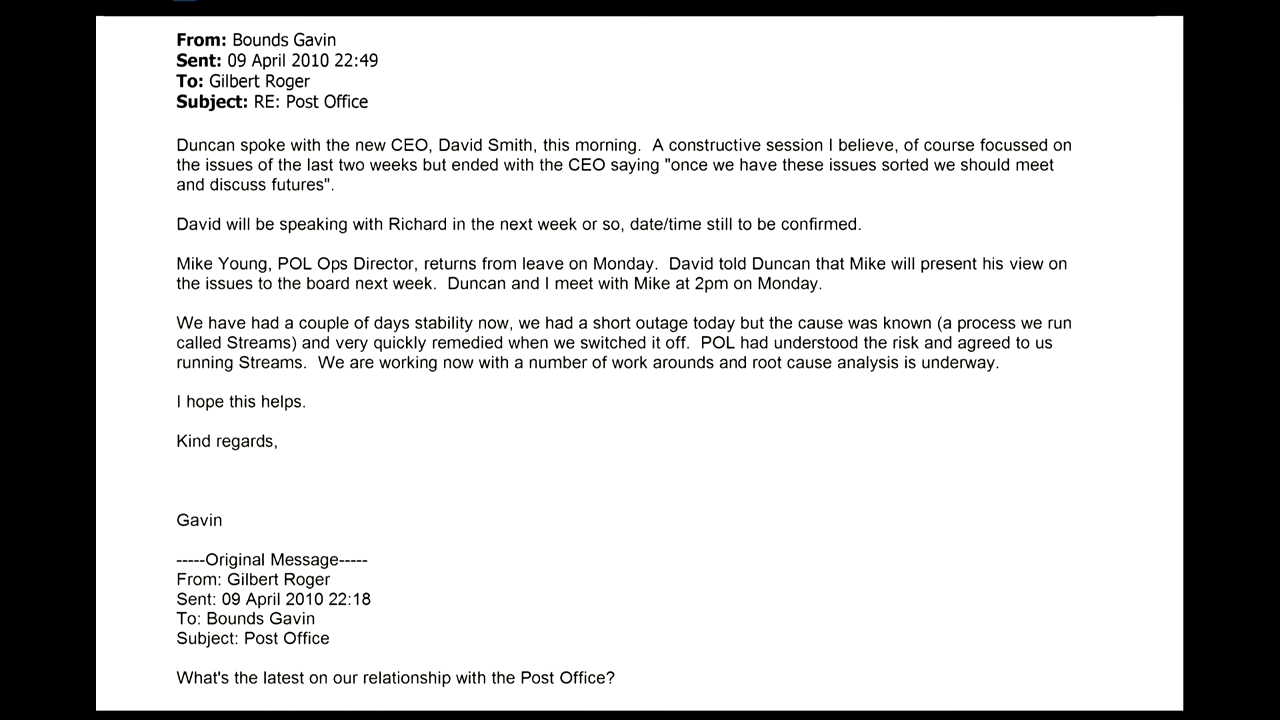 From: Bounds Gavin
Sent: 09 April 2010 22:49
To: Gilbert Roger
Subject: RE: Post Office
Duncan spoke with the new CEO, David Smith, this morning.  A constructive session I believe, of course focussed on
the issues of the last two weeks but ended with the CEO saying "once we have these issues sorted we should meet
and discuss futures".
David will be speaking with Richard in the next week or so, date/time still to be confirmed.
Mike Young, POL Ops Director, returns from leave on Monday.  David told Duncan that Mike will present his view on
the issues to the board next week.  Duncan and I meet with Mike at 2pm on Monday.
We have had a couple of days stability now, we had a short outage today but the cause was known (a process we run
called Streams) and very quickly remedied when we switched it off.  POL had understood the risk and agreed to us
running Streams.  We are working now with a number of work arounds and root cause analysis is underway.
I hope this helps.
Kind regards,
Gavin
-----Original Message-----
From: Gilbert Roger
Sent: 09 April 2010 22:18
To: Bounds Gavin
Subject: Post Office
What's the latest on our relationship with the Post Office?